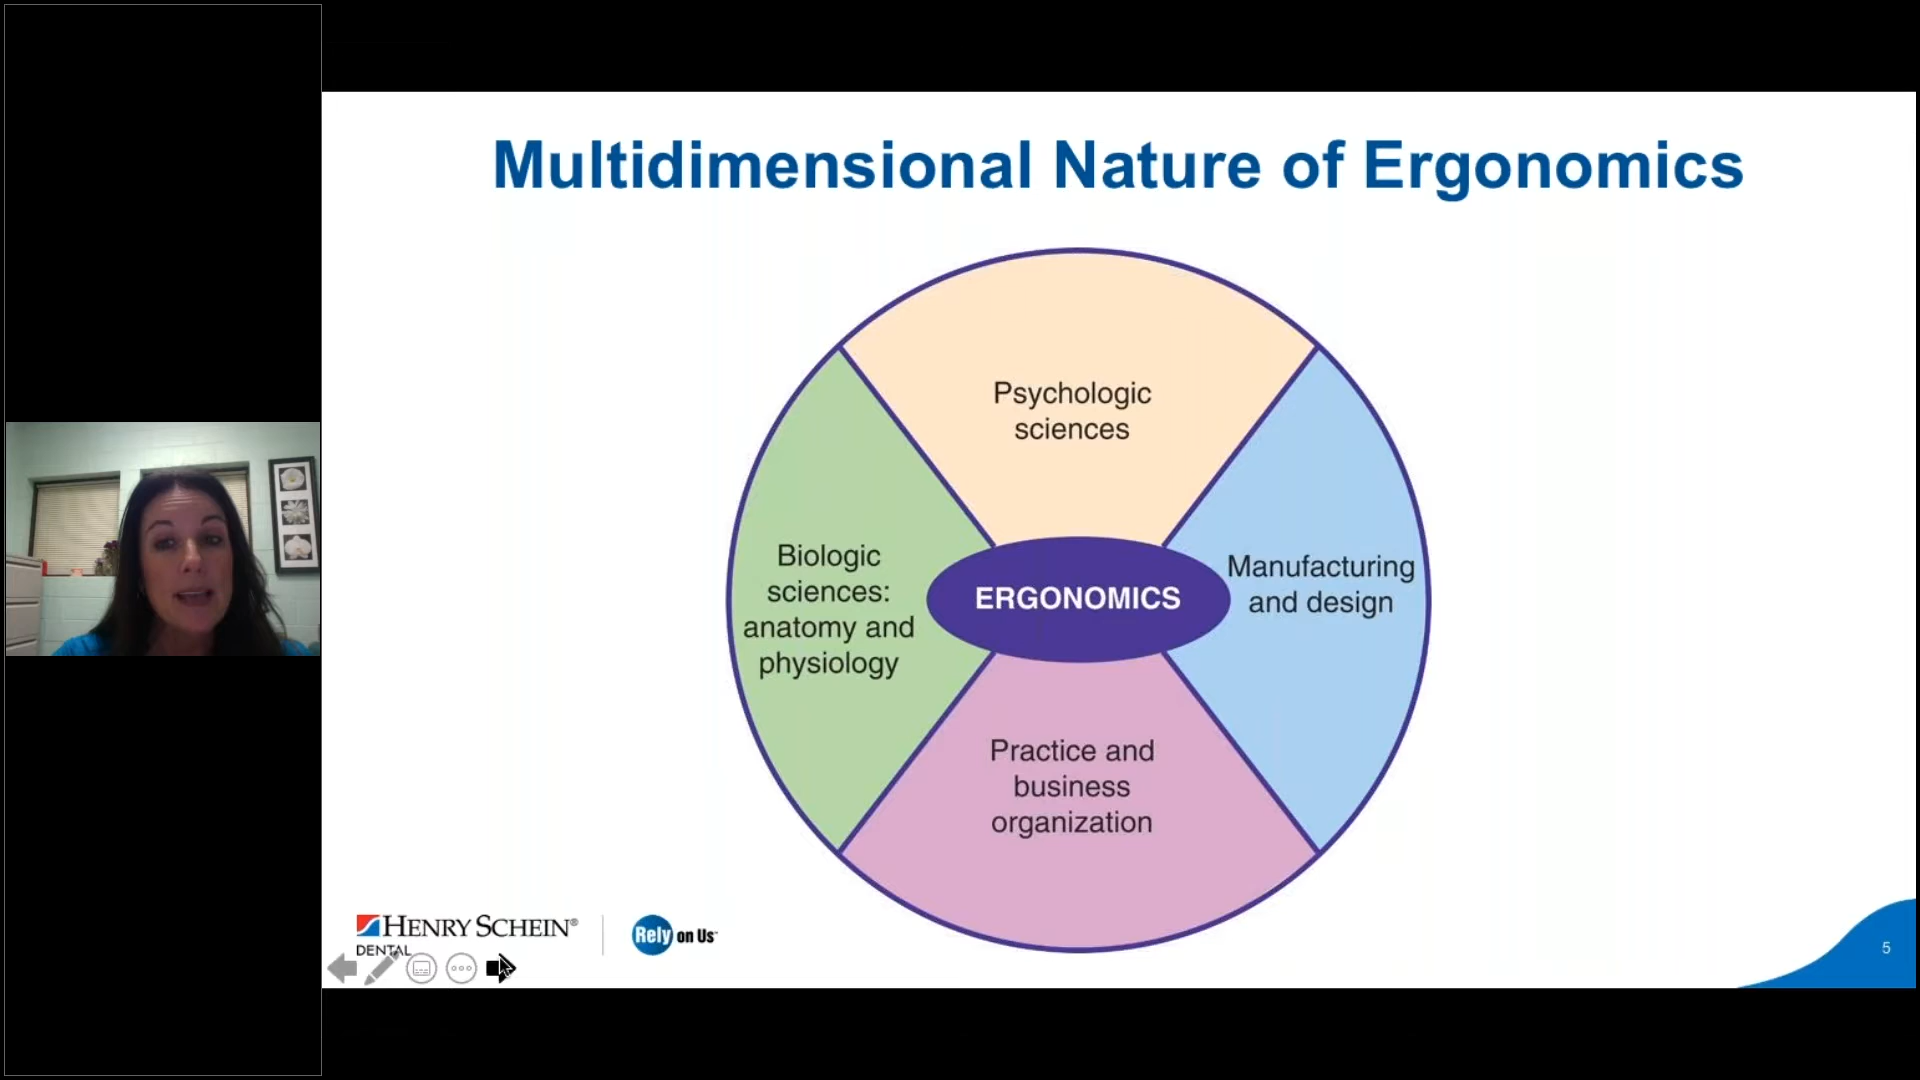 Multidimensional Nature of Ergonomics
Psychologic
sciences
Biologic
sciences:
anatomy and
physiology
ERGONOMICS
Manufacturing
and design
Practice and
business
organization
HENRY SCHEIN®
DENTAL
Rely on Us™
5